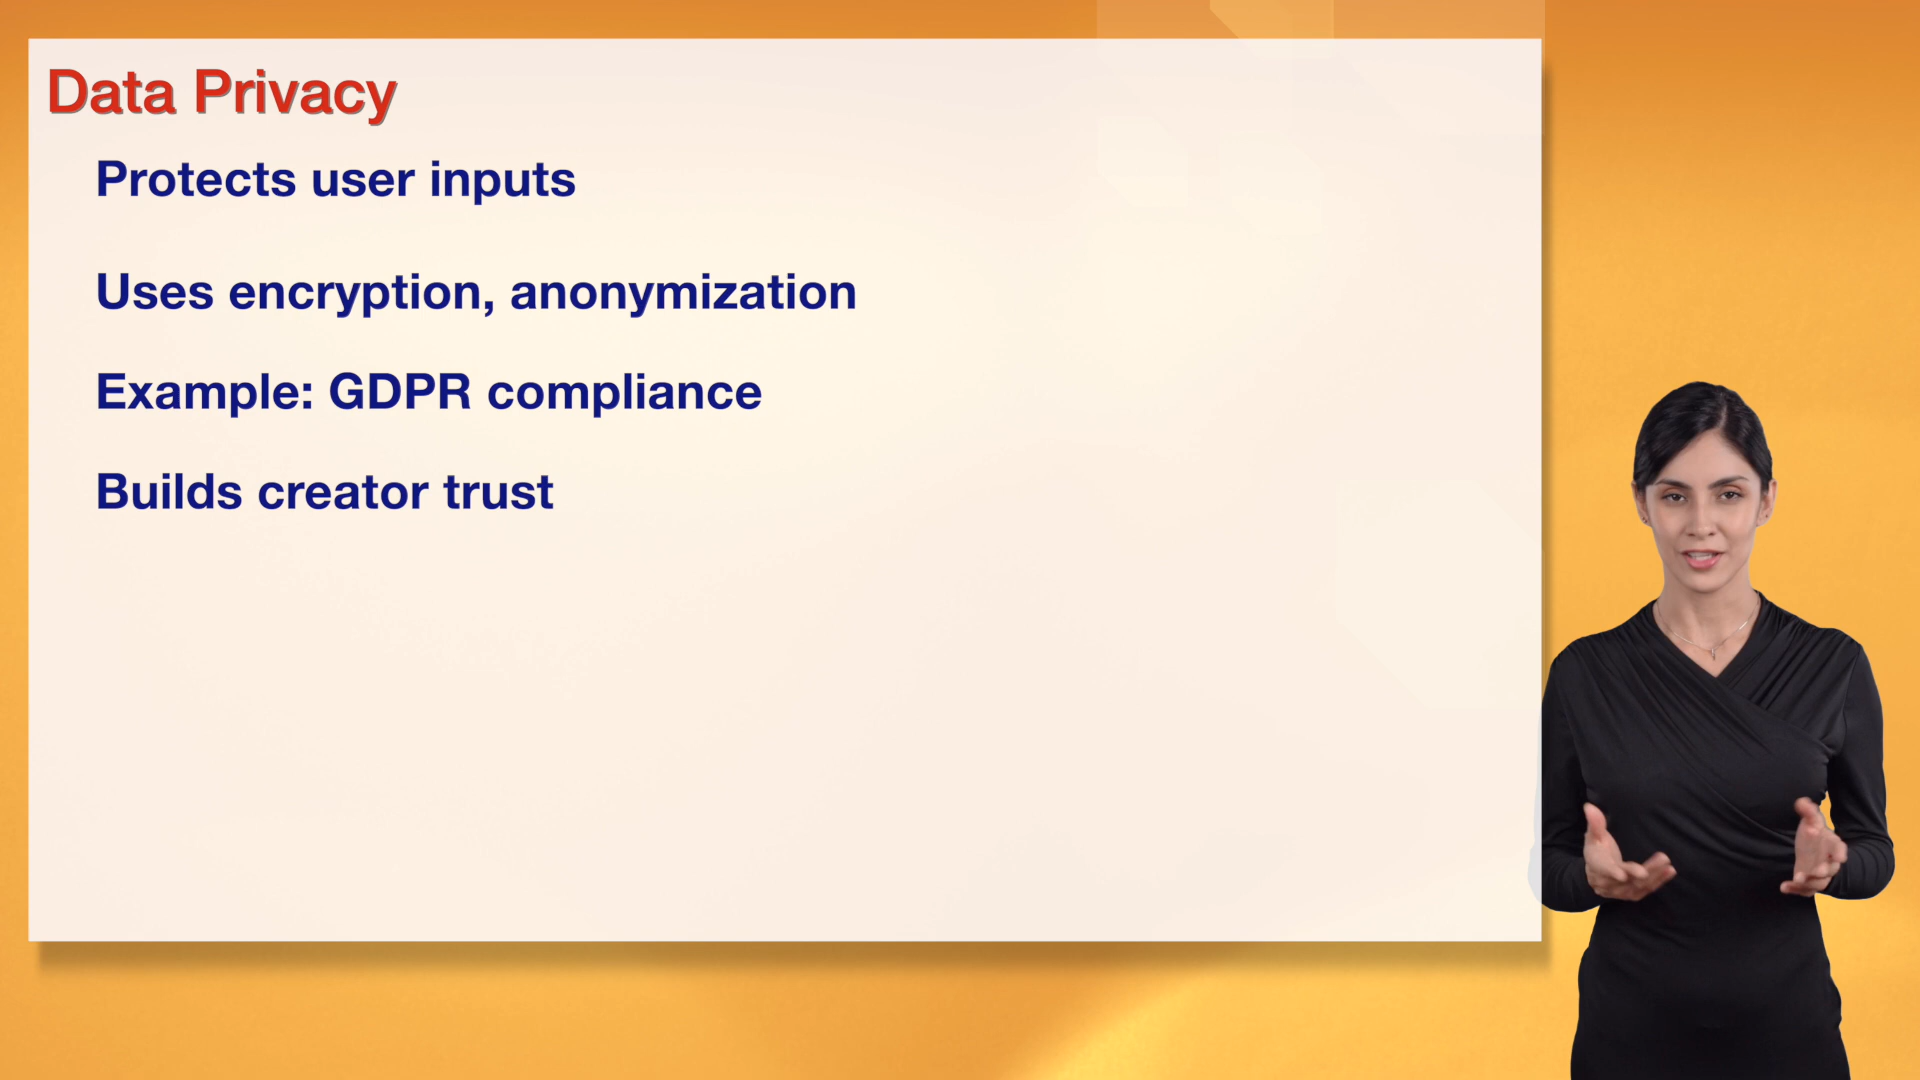 Data Privacy
Protects user inputs
Uses encryption, anonymization
Example: GDPR compliance
Builds creator trust